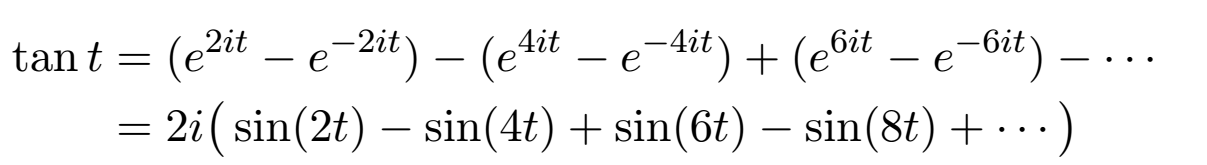 tan t = (e^{2it} − e^{−2it}) − (e^{4it} − e^{−4it}) + (e^{6it} − e^{−6it}) − ⋯
= 2i( sin(2t) − sin(4t) + sin(6t) − sin(8t) + ⋯ )